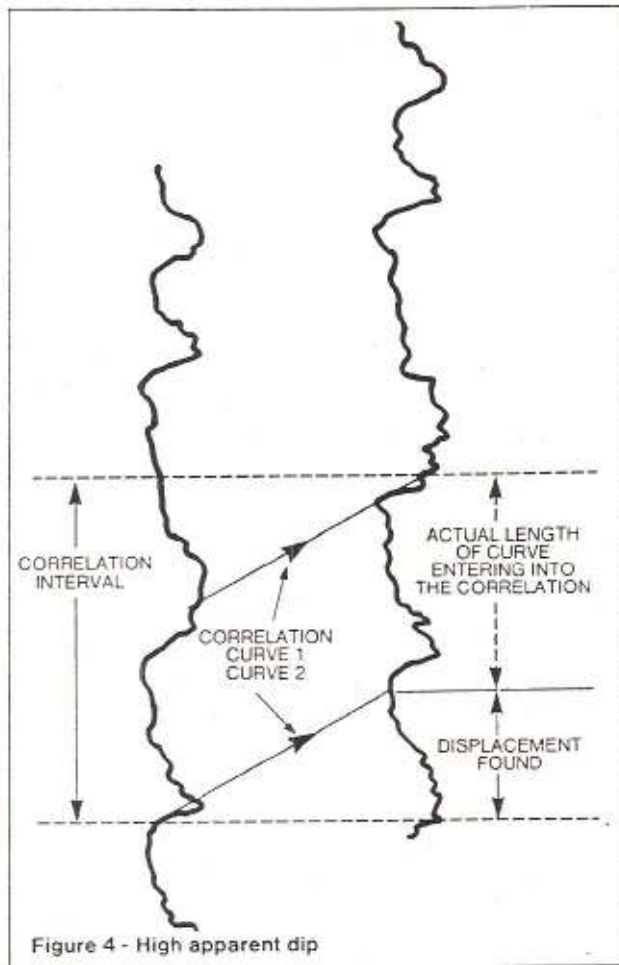 CORRELATION
INTERVAL
CORRELATION
CURVE 1
CURVE 2
ACTUAL LENGTH
OF CURVE
ENTERING INTO
THE CORRELATION
DISPLACEMENT
FOUND
Figure 4 - High apparent dip